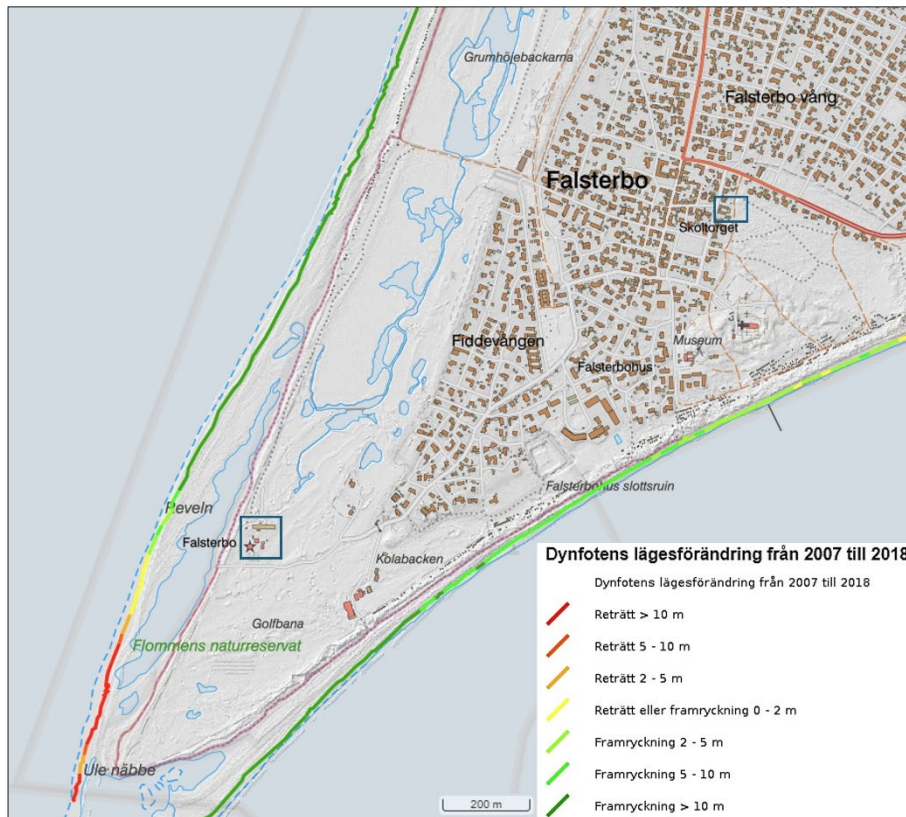 Grumhöjebackarna
Falsterbo vång
Falsterbo
Skoltorget
Fiddevången
Museum
Falsterbohus
Falsterbohus slottsruin
Reveln
Falsterbo
Kolabacken
Golfbana
Flommens naturreservat
Ule näbbe
200 m
Dynfotens lägesförändring från 2007 till 2018
Dynfotens lägesförändring från 2007 till 2018
Reträtt > 10 m
Reträtt 5 - 10 m
Reträtt 2 - 5 m
Reträtt eller framryckning 0 - 2 m
Framryckning 2 - 5 m
Framryckning 5 - 10 m
Framryckning > 10 m